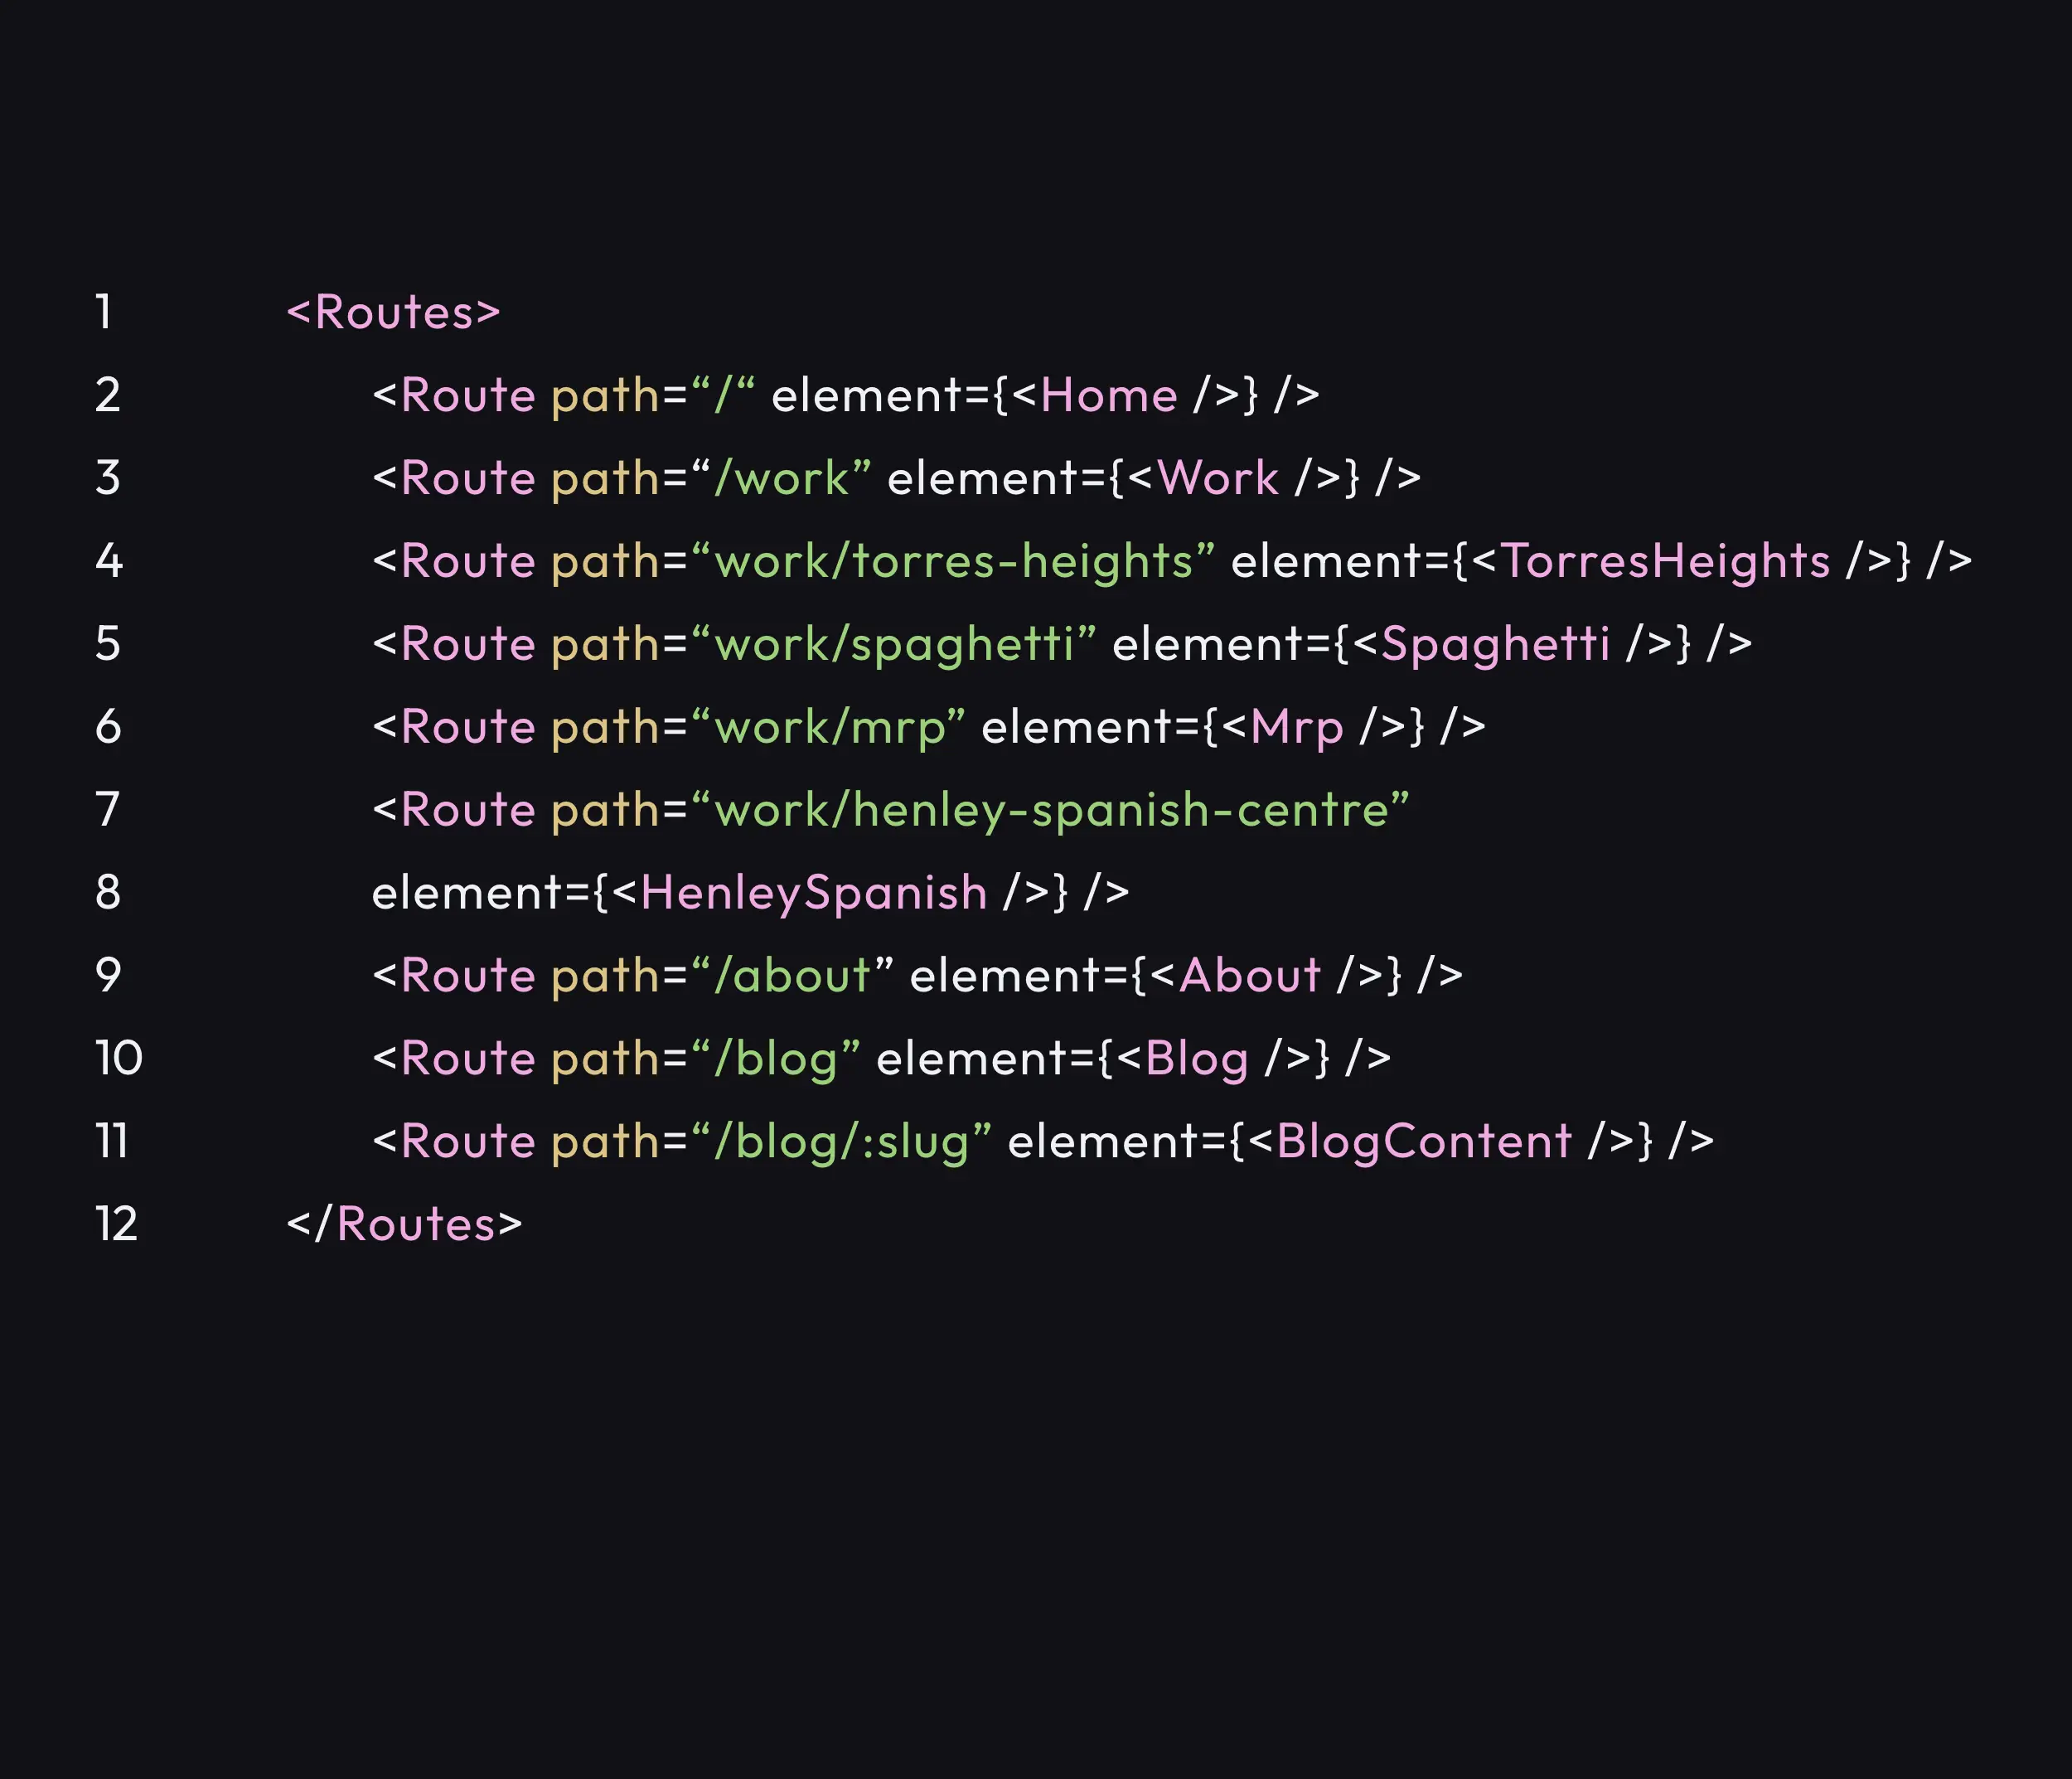 1 <Routes>
2 <Route path=“/“ element={<Home />} />
3 <Route path=“/work” element={<Work />} />
4 <Route path=“work/torres-heights” element={<TorresHeights />} />
5 <Route path=“work/spaghetti” element={<Spaghetti />} />
6 <Route path=“work/mrp” element={<Mrp />} />
7 <Route path=“work/henley-spanish-centre”
8 element={<HenleySpanish />} />
9 <Route path=“/about” element={<About />} />
10 <Route path=“/blog” element={<Blog />} />
11 <Route path=“/blog/:slug” element={<BlogContent />} />
12 </Routes>